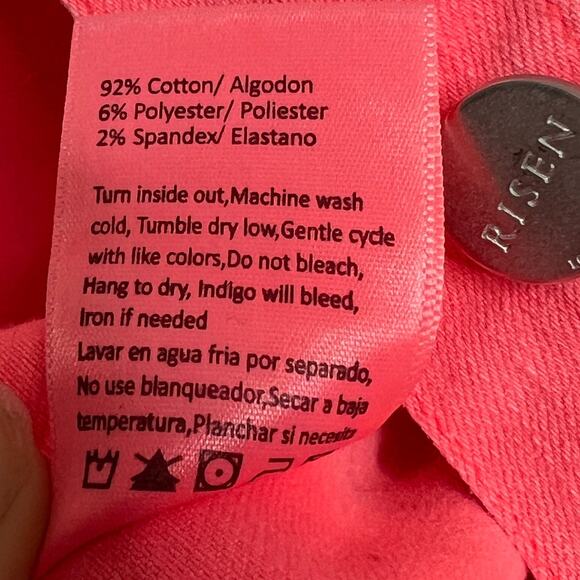 92% Cotton/ Algodon
6% Polyester/ Poliester
2% Spandex/ Elastano
Turn inside out,Machine wash
cold, Tumble dry low,Gentle cycle
with like colors,Do not bleach,
Hang to dry, Indigo will bleed,
Iron if needed
Lavar en agua fria por separado,
No use blanqueador,Secar a baja
temperatura,Planchar si necesita
RISEN